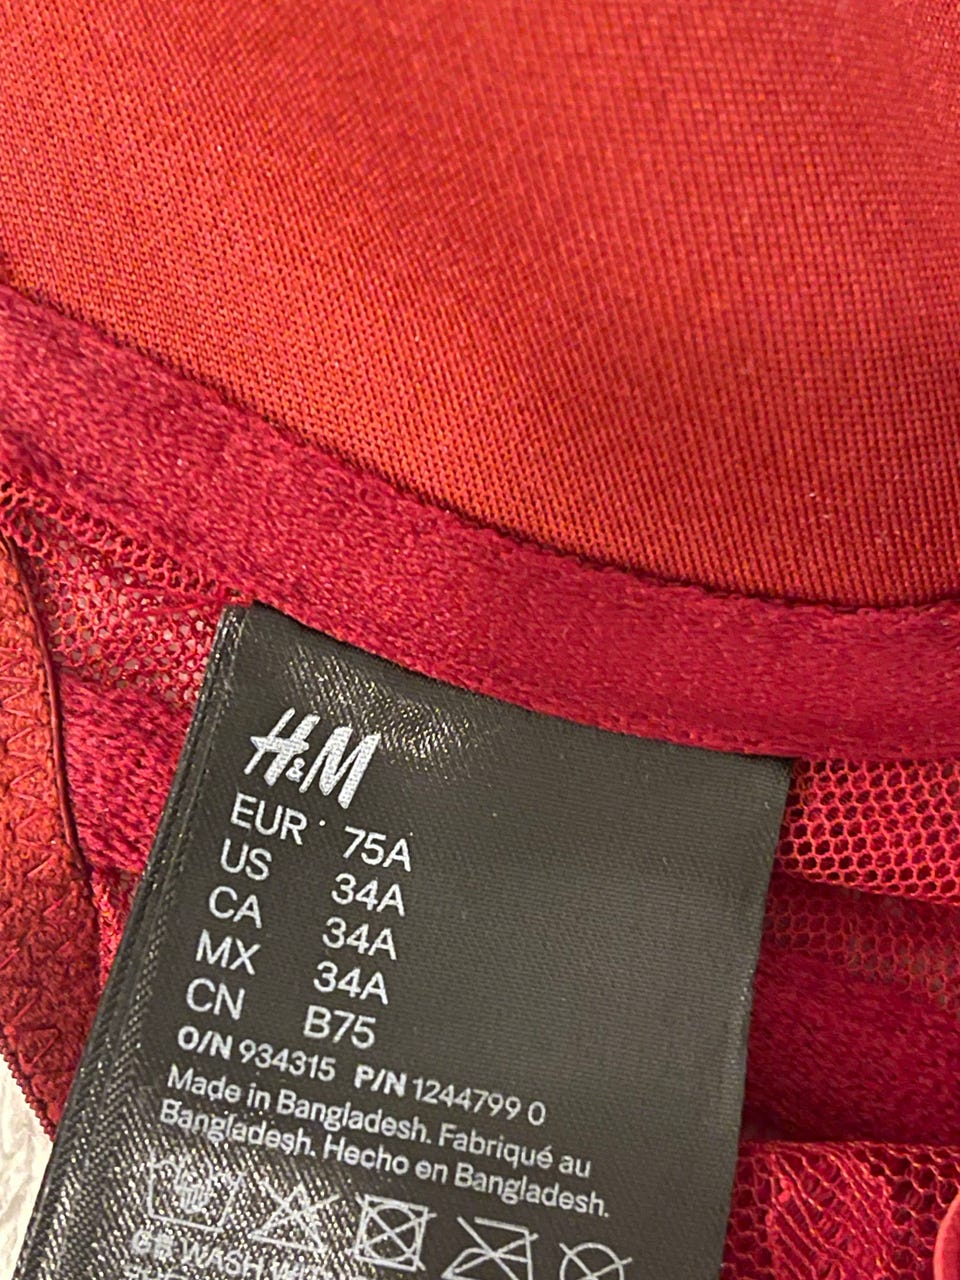 H&M
EUR 75A
US 34A
CA 34A
MX 34A
CN B75
O/N 934315 P/N 1244799 0
Made in Bangladesh. Fabriqué au
Bangladesh. Hecho en Bangladesh.
WASH